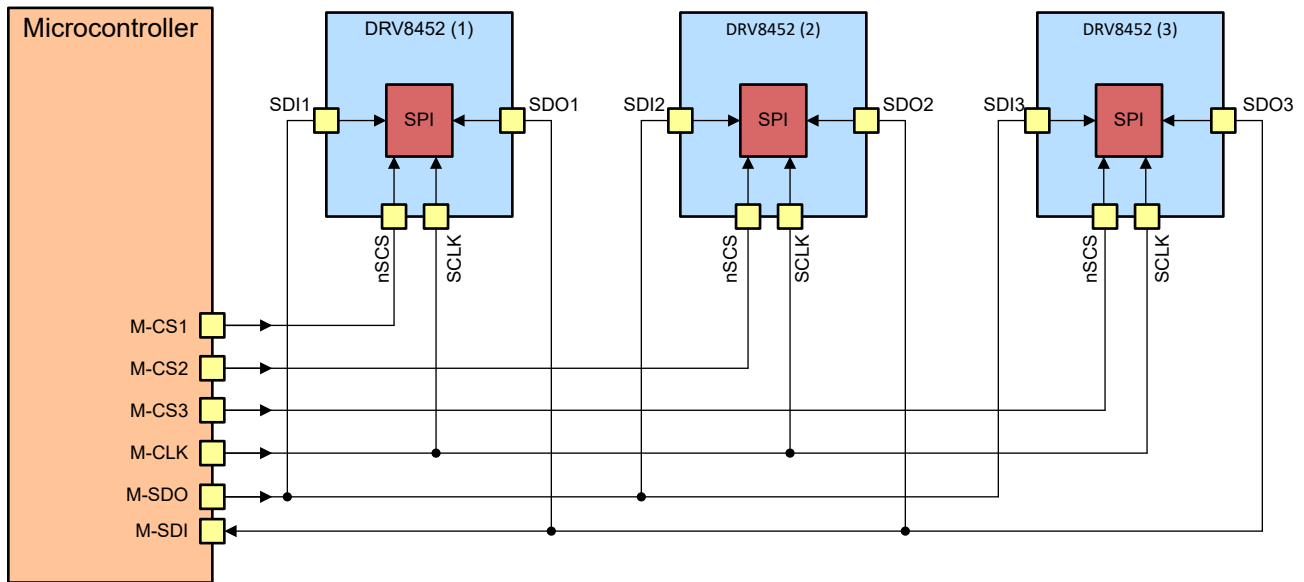 Microcontroller
DRV8452 (1)
DRV8452 (2)
DRV8452 (3)
SDI1
SPI
SDO1
SDI2
SPI
SDO2
SDI3
SPI
SDO3
nSCS
SCLK
nSCS
SCLK
nSCS
SCLK
M-CS1
M-CS2
M-CS3
M-CLK
M-SDO
M-SDI